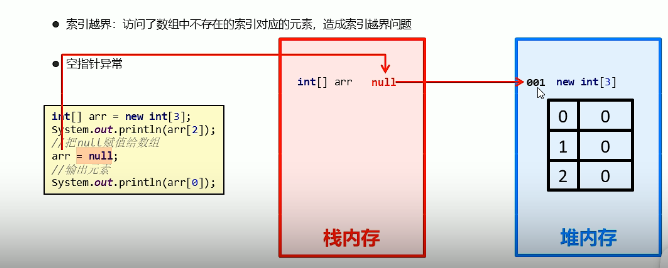 ● 索引越界：访问了数组中不存在的索引对应的元素，造成索引越界问题
● 空指针异常
int[] arr = new int[3];
System.out.println(arr[2]);
//把null赋值给数组
arr = null;
//输出元素
System.out.println(arr[0]);
int[] arr null
栈内存
001 new int[3]
0 0
1 0
2 0
堆内存